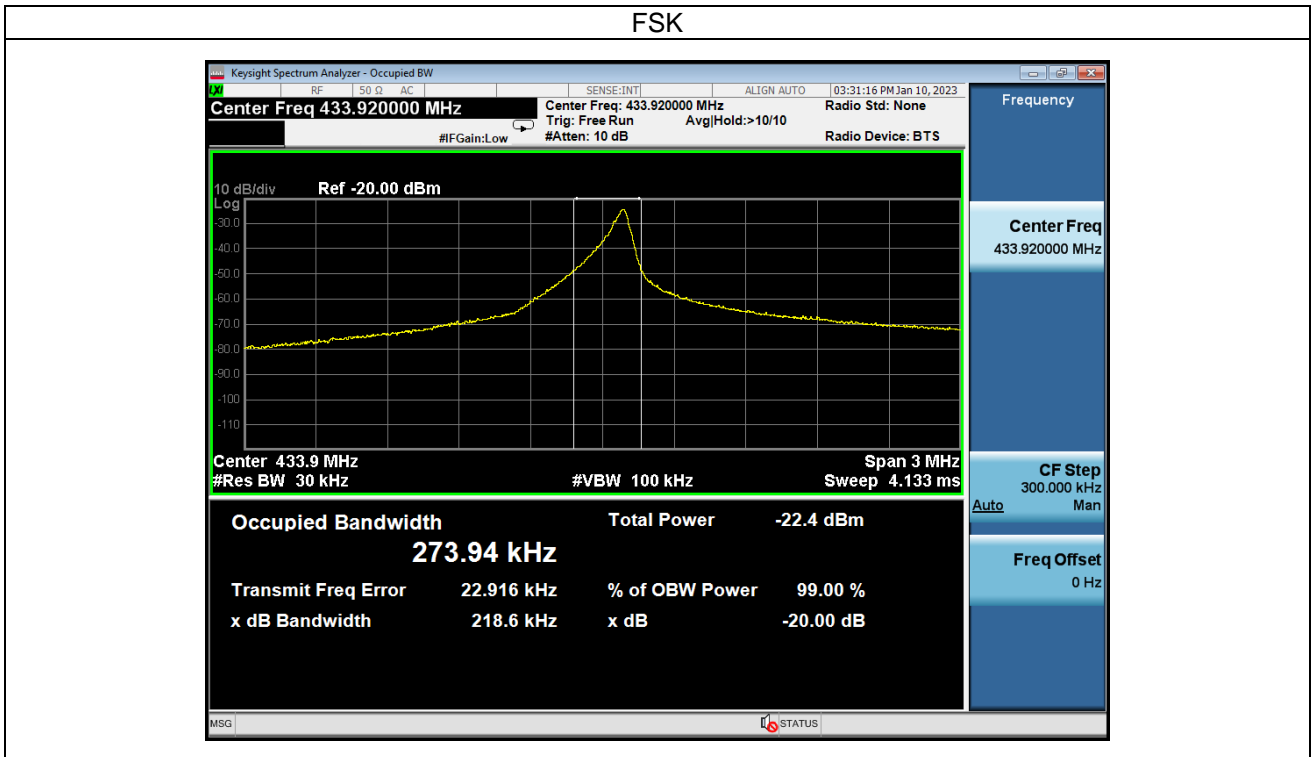 FSK
Keysight Spectrum Analyzer - Occupied BW
LXI RF 50 Ω AC SENSE:INT ALIGN AUTO 03:31:16 PM Jan 10, 2023
Center Freq 433.920000 MHz
Center Freq: 433.920000 MHz Radio Std: None
Trig: Free Run Avg|Hold:>10/10
#IFGain:Low #Atten: 10 dB Radio Device: BTS
10 dB/div Ref -20.00 dBm
Log
-30.0
-40.0
-50.0
-60.0
-70.0
-80.0
-90.0
-100
-110
Center 433.9 MHz Span 3 MHz
#Res BW 30 kHz #VBW 100 kHz Sweep 4.133 ms
Occupied Bandwidth Total Power -22.4 dBm
273.94 kHz
Transmit Freq Error 22.916 kHz % of OBW Power 99.00 %
x dB Bandwidth 218.6 kHz x dB -20.00 dB
MSG STATUS
Frequency
Center Freq
433.920000 MHz
CF Step
300.000 kHz
Auto Man
Freq Offset
0 Hz